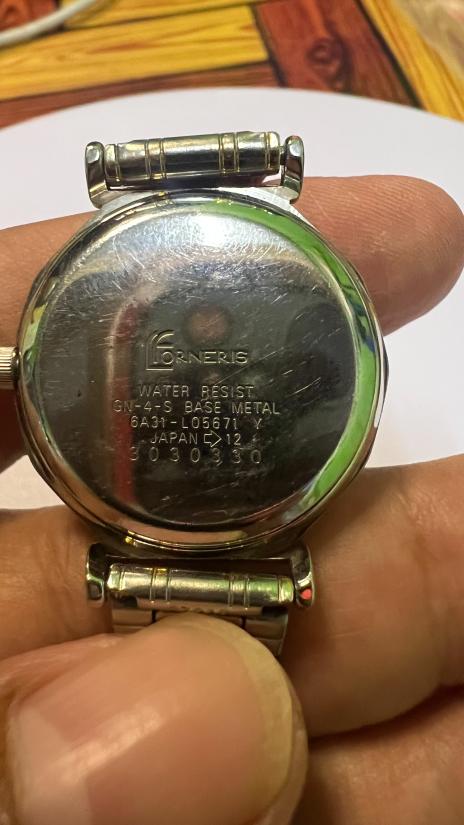 FORNERIS
WATER RESIST
GN-4-S BASE METAL
6A31-L05671 Y
JAPAN ⇨ 12
3030330